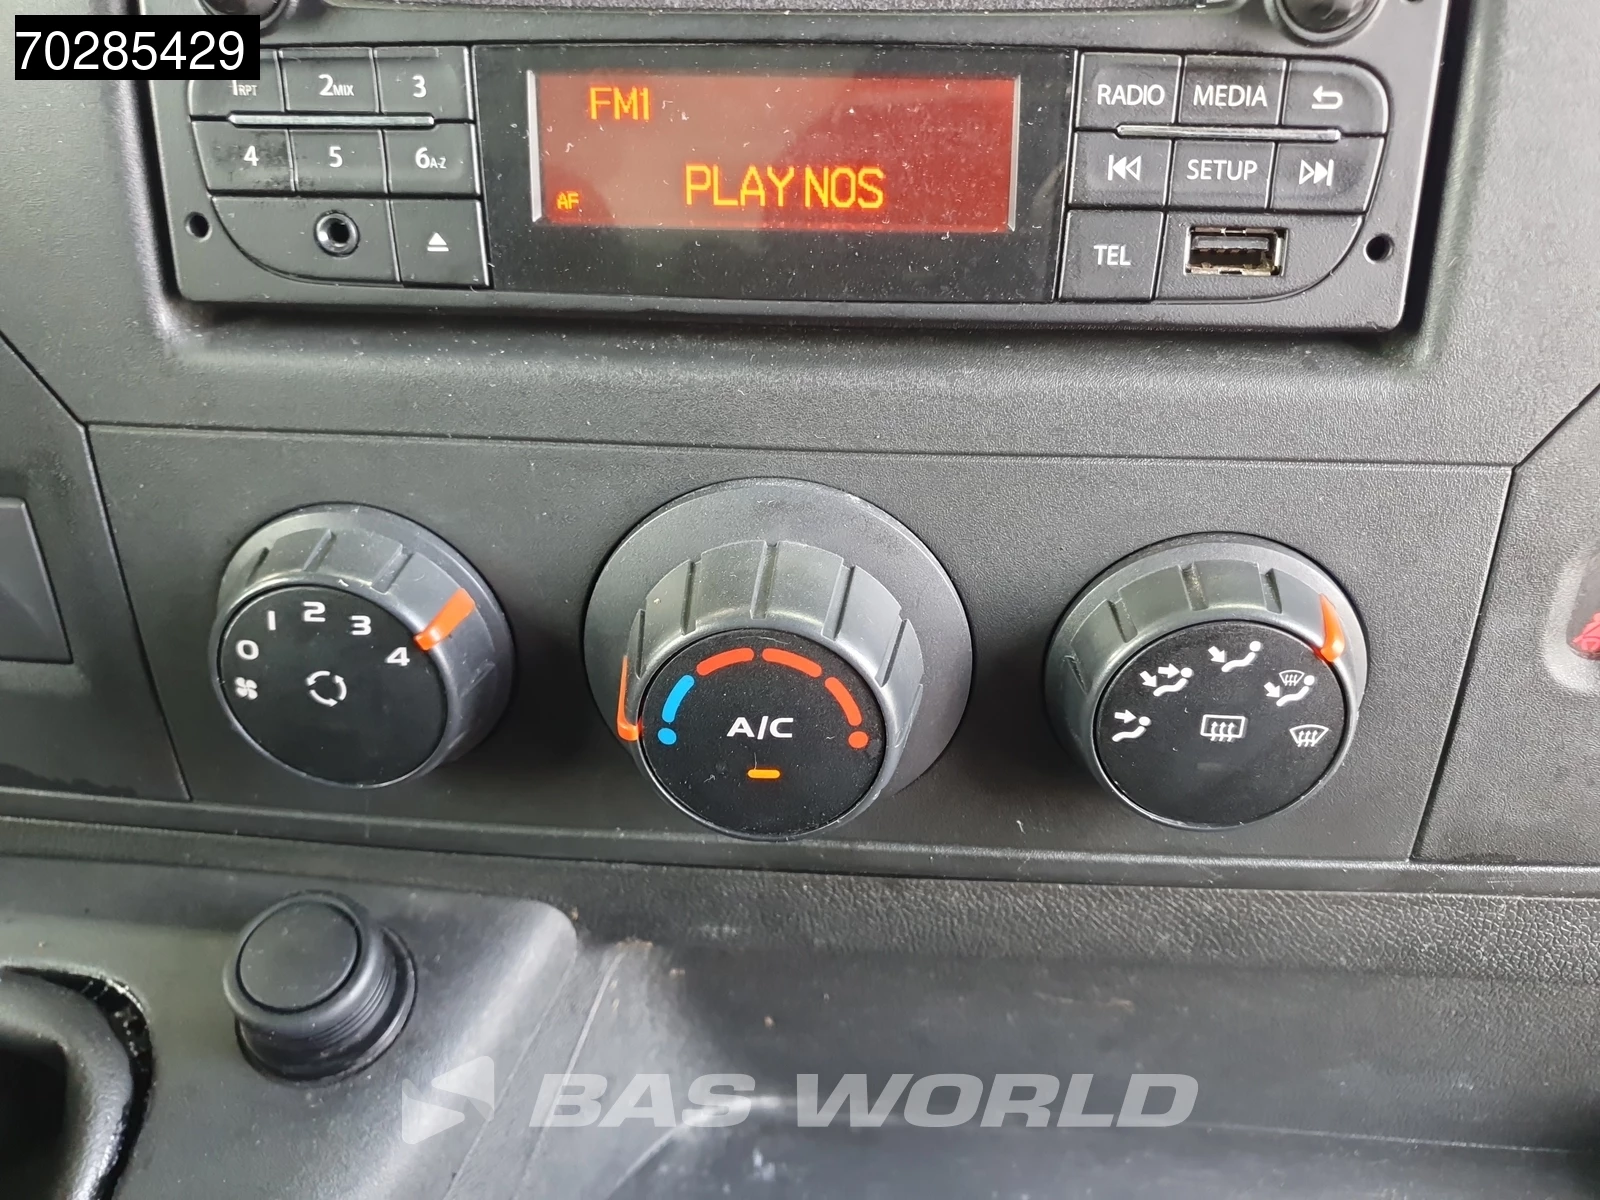 70285429
1RPT 2MIX 3
4 5 6A-Z
FM1
PLAY NOS
AF
RADIO MEDIA
SETUP
TEL
0 1 2 3 4
A/C
BAS WORLD